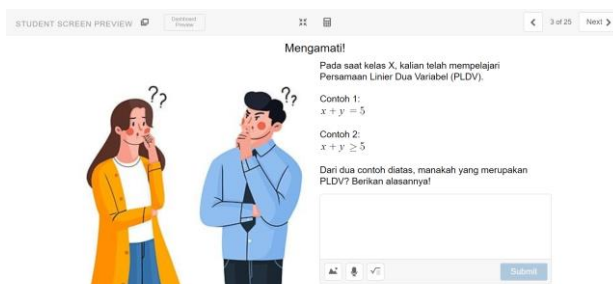 STUDENT SCREEN PREVIEW
Dashboard
Preview
3 of 25
Next
Mengamati!
Pada saat kelas X, kalian telah mempelajari
Persamaan Linier Dua Variabel (PLDV).
Contoh 1:
x + y = 5
Contoh 2:
x + y ≥ 5
Dari dua contoh diatas, manakah yang merupakan
PLDV? Berikan alasannya!
??
??
Submit